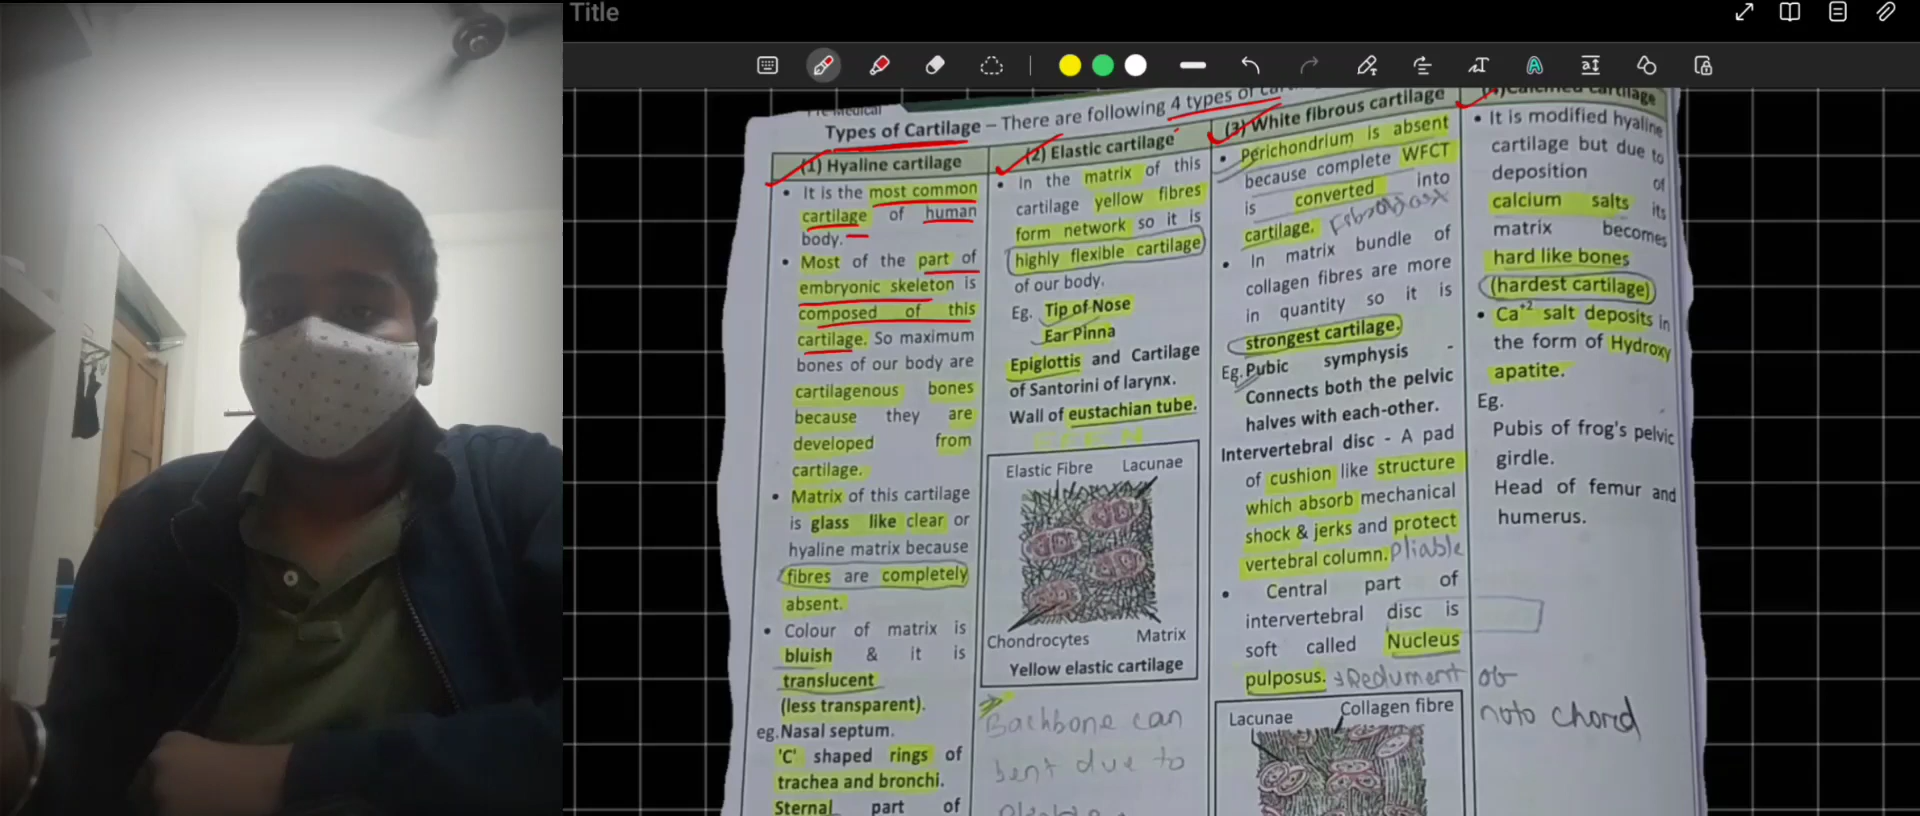 Title
Pre-Medical
Types of Cartilage – There are following 4 types of
(1) Hyaline cartilage
• It is the most common
cartilage of human
body.
• Most of the part of
embryonic skeleton is
composed of this
cartilage. So maximum
bones of our body are
cartilagenous bones
because they are
developed from
cartilage.
• Matrix of this cartilage
is glass like clear or
hyaline matrix because
fibres are completely
absent.
• Colour of matrix is
bluish & it is
translucent
(less transparent).
eg. Nasal septum.
'C' shaped rings of
trachea and bronchi.
Sternal part of
(2) Elastic cartilage
• In the matrix of this
cartilage yellow fibres
form network so it is
highly flexible cartilage
of our body.
Eg. Tip of Nose
Ear Pinna
Epiglottis and Cartilage
of Santorini of larynx.
Wall of eustachian tube.
Elastic Fibre Lacunae
Chondrocytes Matrix
Yellow elastic cartilage
Backbone can
bent due to
(3) White fibrous cartilage
• Perichondrium is absent
because complete WFCT
is converted into
cartilage.
• In matrix bundle of
collagen fibres are more
in quantity so it is
strongest cartilage.
Eg. Pubic symphysis -
Connects both the pelvic
halves with each-other.
Intervertebral disc - A pad
of cushion like structure
which absorb mechanical
shock & jerks and protect
vertebral column. Pliable
• Central part of
intervertebral disc is
soft called Nucleus
pulposus. Redument of
noto chord
Lacunae Collagen fibre
(4) Calcified cartilage
• It is modified hyaline
cartilage but due to
deposition of
calcium salts its
matrix becomes
hard like bones
(hardest cartilage)
• Ca+2 salt deposits in
the form of Hydroxy
apatite.
Eg.
Pubis of frog's pelvic
girdle.
Head of femur and
humerus.